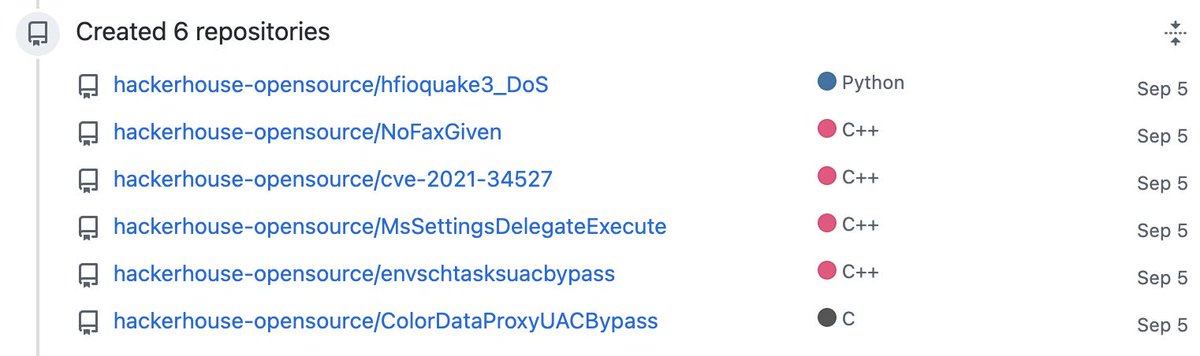 Created 6 repositories
hackerhouse-opensource/hfioquake3_DoS Python Sep 5
hackerhouse-opensource/NoFaxGiven C++ Sep 5
hackerhouse-opensource/cve-2021-34527 C++ Sep 5
hackerhouse-opensource/MsSettingsDelegateExecute C++ Sep 5
hackerhouse-opensource/envschtasksuacbypass C++ Sep 5
hackerhouse-opensource/ColorDataProxyUACBypass C Sep 5